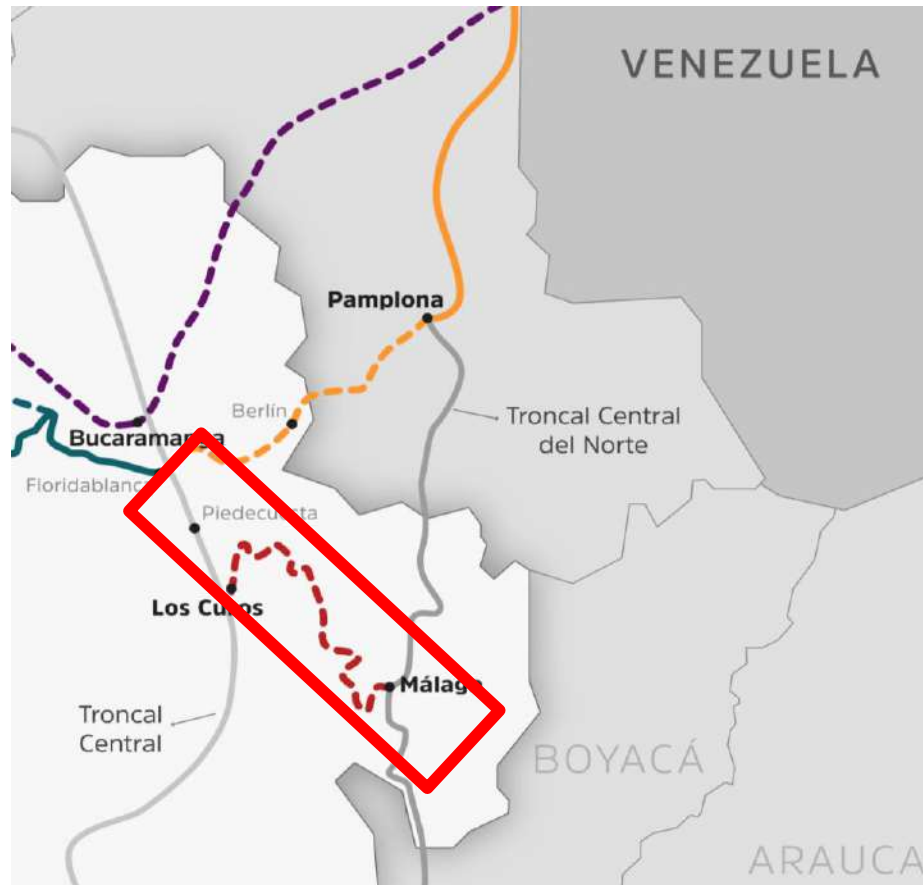 VENEZUELA
Pamplona
Berlín
Troncal Central
del Norte
Bucaramanga
Floridablanca
Piedecuesta
Los Curos
Málaga
Troncal
Central
BOYACÁ
ARAUCA